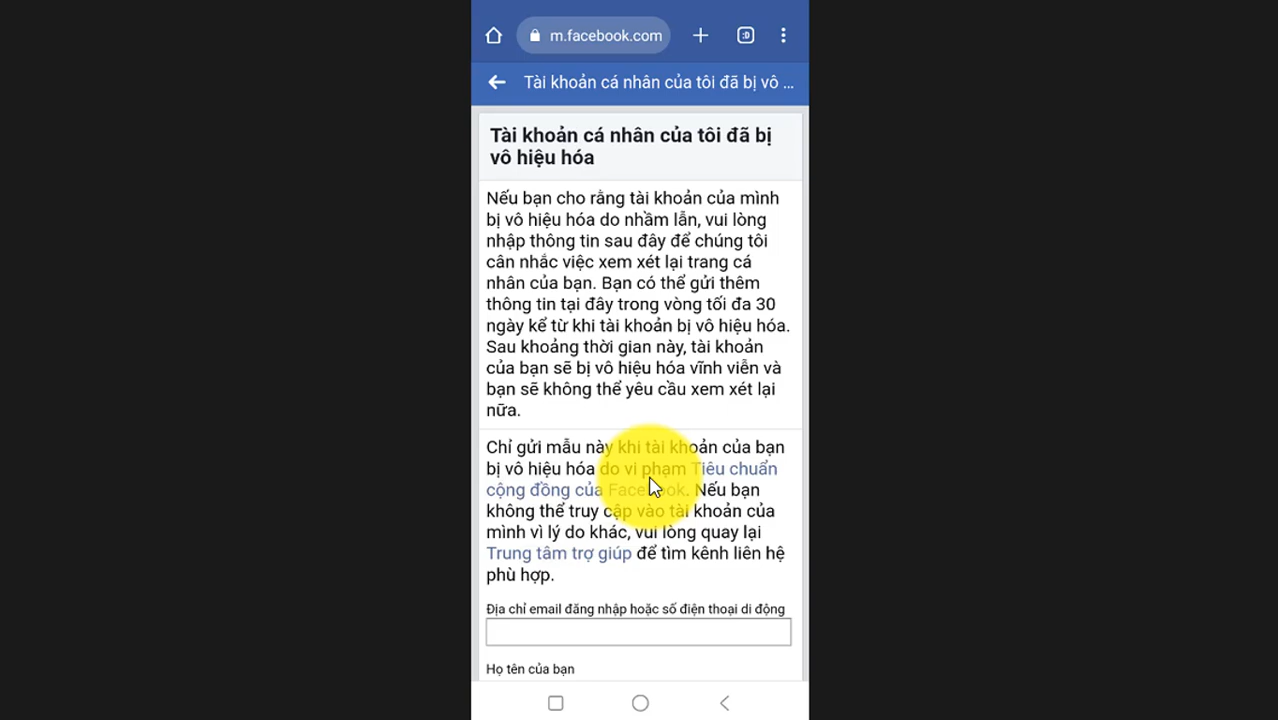 m.facebook.com
:D
Tài khoản cá nhân của tôi đã bị vô ...
Tài khoản cá nhân của tôi đã bị
vô hiệu hóa
Nếu bạn cho rằng tài khoản của mình
bị vô hiệu hóa do nhầm lẫn, vui lòng
nhập thông tin sau đây để chúng tôi
cân nhắc việc xem xét lại trang cá
nhân của bạn. Bạn có thể gửi thêm
thông tin tại đây trong vòng tối đa 30
ngày kể từ khi tài khoản bị vô hiệu hóa.
Sau khoảng thời gian này, tài khoản
của bạn sẽ bị vô hiệu hóa vĩnh viễn và
bạn sẽ không thể yêu cầu xem xét lại
nữa.
Chỉ gửi mẫu này khi tài khoản của bạn
bị vô hiệu hóa do vi phạm Tiêu chuẩn
cộng đồng của Facebook. Nếu bạn
không thể truy cập vào tài khoản của
mình vì lý do khác, vui lòng quay lại
Trung tâm trợ giúp để tìm kênh liên hệ
phù hợp.
Địa chỉ email đăng nhập hoặc số điện thoại di động
Họ tên của bạn